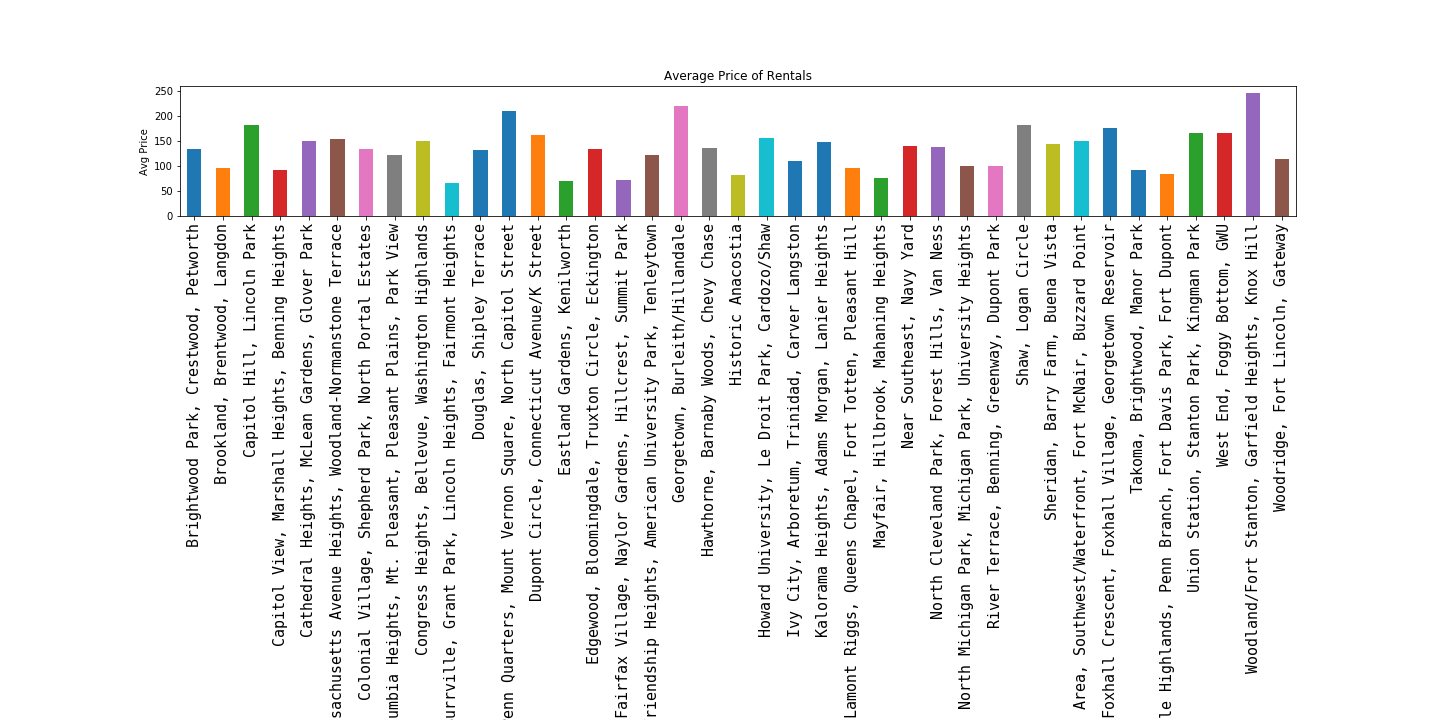 Average Price of Rentals
Avg Price
250
200
150
100
50
0
Brightwood Park, Crestwood, Petworth
Brookland, Brentwood, Langdon
Capitol Hill, Lincoln Park
Capitol View, Marshall Heights, Benning Heights
Cathedral Heights, McLean Gardens, Glover Park
sachusetts Avenue Heights, Woodland-Normanstone Terrace
Colonial Village, Shepherd Park, North Portal Estates
umbia Heights, Mt. Pleasant, Pleasant Plains, Park View
Congress Heights, Bellevue, Washington Highlands
urrville, Grant Park, Lincoln Heights, Fairmont Heights
Douglas, Shipley Terrace
enn Quarters, Mount Vernon Square, North Capitol Street
Dupont Circle, Connecticut Avenue/K Street
Eastland Gardens, Kenilworth
Edgewood, Bloomingdale, Truxton Circle, Eckington
Fairfax Village, Naylor Gardens, Hillcrest, Summit Park
riendship Heights, American University Park, Tenleytown
Georgetown, Burleith/Hillandale
Hawthorne, Barnaby Woods, Chevy Chase
Historic Anacostia
Howard University, Le Droit Park, Cardozo/Shaw
Ivy City, Arboretum, Trinidad, Carver Langston
Kalorama Heights, Adams Morgan, Lanier Heights
Lamont Riggs, Queens Chapel, Fort Totten, Pleasant Hill
Mayfair, Hillbrook, Mahaning Heights
Near Southeast, Navy Yard
North Cleveland Park, Forest Hills, Van Ness
North Michigan Park, Michigan Park, University Heights
River Terrace, Benning, Greenway, Dupont Park
Shaw, Logan Circle
Sheridan, Barry Farm, Buena Vista
Area, Southwest/Waterfront, Fort McNair, Buzzard Point
Foxhall Crescent, Foxhall Village, Georgetown Reservoir
Takoma, Brightwood, Manor Park
le Highlands, Penn Branch, Fort Davis Park, Fort Dupont
Union Station, Stanton Park, Kingman Park
West End, Foggy Bottom, GWU
Woodland/Fort Stanton, Garfield Heights, Knox Hill
Woodridge, Fort Lincoln, Gateway